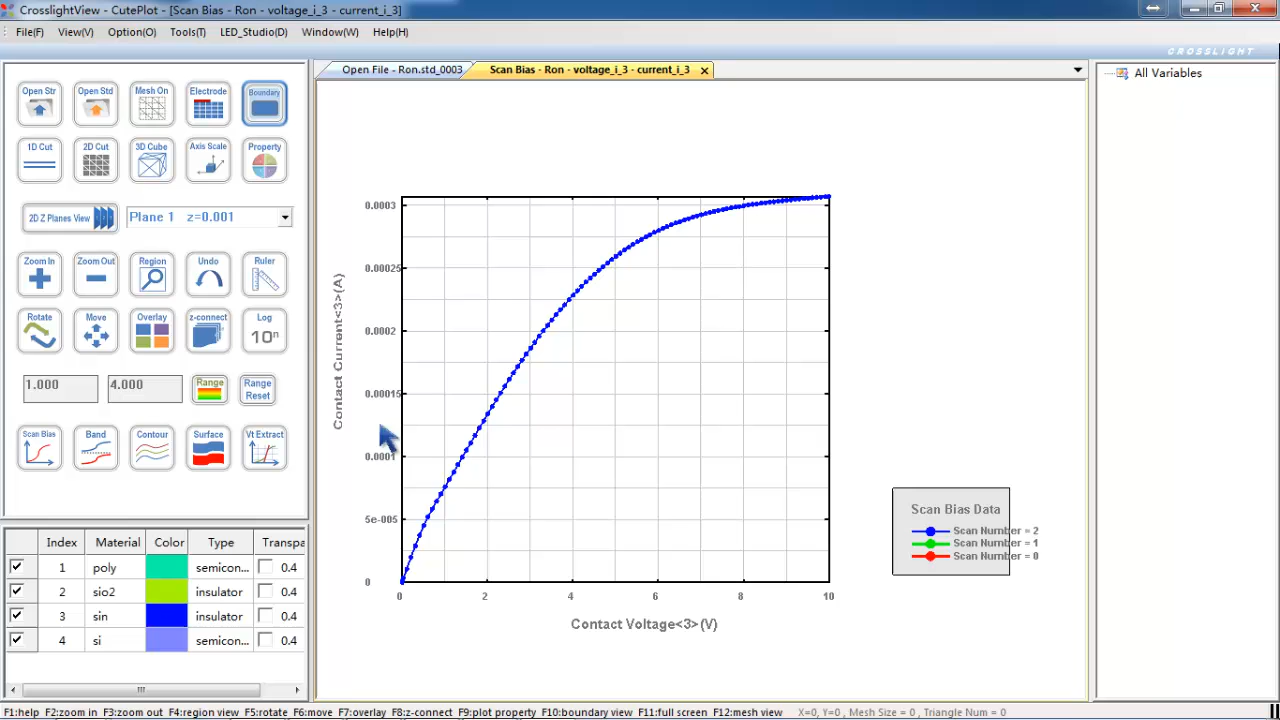 CrosslightView - CutePlot - [Scan Bias - Ron - voltage_i_3 - current_i_3]
File(F) View(V) Option(O) Tools(T) LED_Studio(D) Window(W) Help(H)
CROSSLIGHT
Open File - Ron.std_0003
Scan Bias - Ron - voltage_i_3 - current_i_3
All Variables
Open Str
Open Std
Mesh On
Electrode
Boundary
1D Cut
2D Cut
3D Cube
Axis Scale
Property
2D Z Planes View
Plane 1 z=0.001
Zoom In
Zoom Out
Region
Undo
Ruler
Rotate
Move
Overlay
z-connect
Log
10ⁿ
1.000
4.000
Range
Range
Reset
Scan Bias
Band
Contour
Surface
Vt Extract
Index Material Color Type Transpa
1 poly semicon... 0.4
2 sio2 insulator 0.4
3 sin insulator 0.4
4 si semicon... 0.4
Contact Current<3>(A)
0.0003
0.00025
0.0002
0.00015
0.0001
5e-005
0
0 2 4 6 8 10
Contact Voltage<3>(V)
Scan Bias Data
Scan Number = 2
Scan Number = 1
Scan Number = 0
F1:help F2:zoom in F3:zoom out F4:region view F5:rotate F6:move F7:overlay F8:z-connect F9:plot property F10:boundary view F11:full screen F12:mesh view X=0, Y=0 , Mesh Size = 0 , Triangle Num = 0